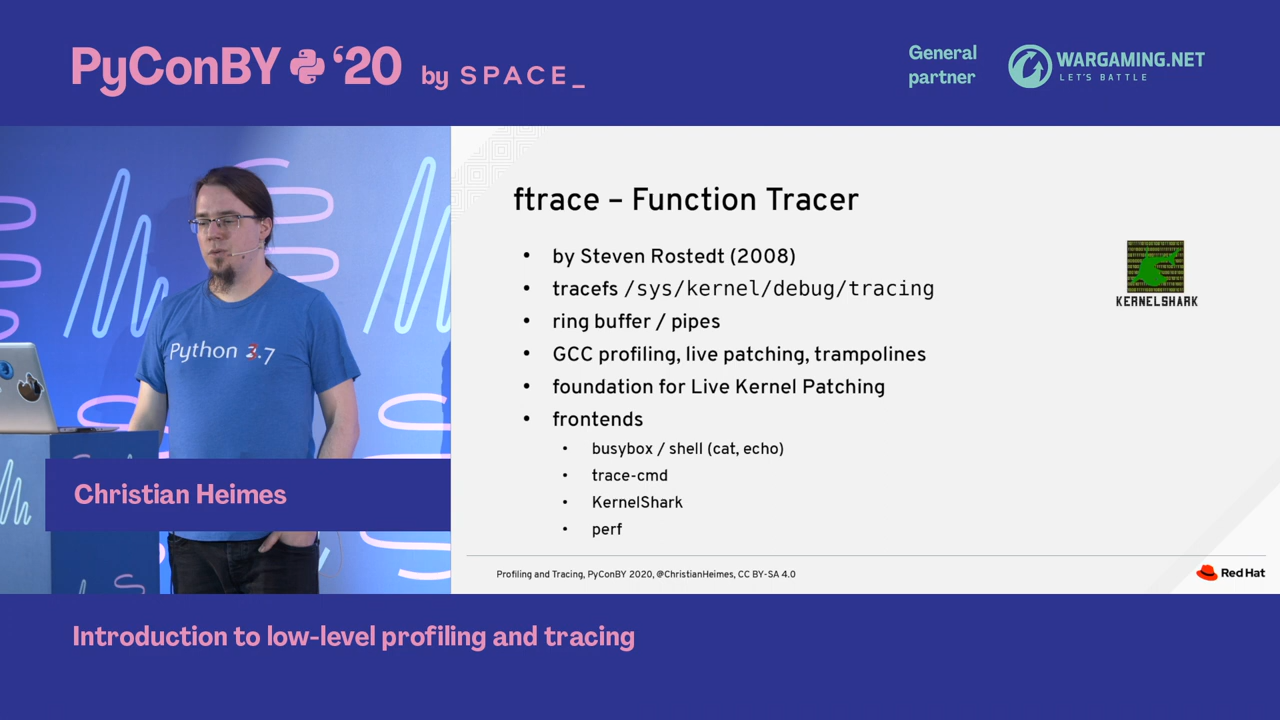 PyConBY '20 by SPACE_
General
partner
WARGAMING.NET
LET'S BATTLE
Python 3.7
Christian Heimes
ftrace – Function Tracer
• by Steven Rostedt (2008)
• tracefs /sys/kernel/debug/tracing
• ring buffer / pipes
• GCC profiling, live patching, trampolines
• foundation for Live Kernel Patching
• frontends
• busybox / shell (cat, echo)
• trace-cmd
• KernelShark
• perf
KERNELSHARK
Profiling and Tracing, PyConBY 2020, @ChristianHeimes, CC BY-SA 4.0
Red Hat
Introduction to low-level profiling and tracing